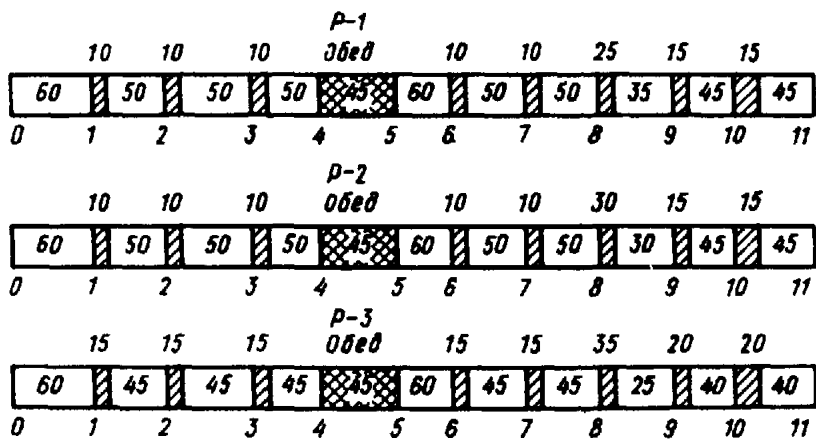 Р-1
10 10 10 Обед 10 10 25 15 15
60 50 50 50 45 60 50 50 35 45 45
0 1 2 3 4 5 6 7 8 9 10 11
Р-2
10 10 10 Обед 10 10 30 15 15
60 50 50 50 45 60 50 50 30 45 45
0 1 2 3 4 5 6 7 8 9 10 11
Р-3
15 15 15 Обед 15 15 35 20 20
60 45 45 45 45 60 45 45 25 40 40
0 1 2 3 4 5 6 7 8 9 10 11